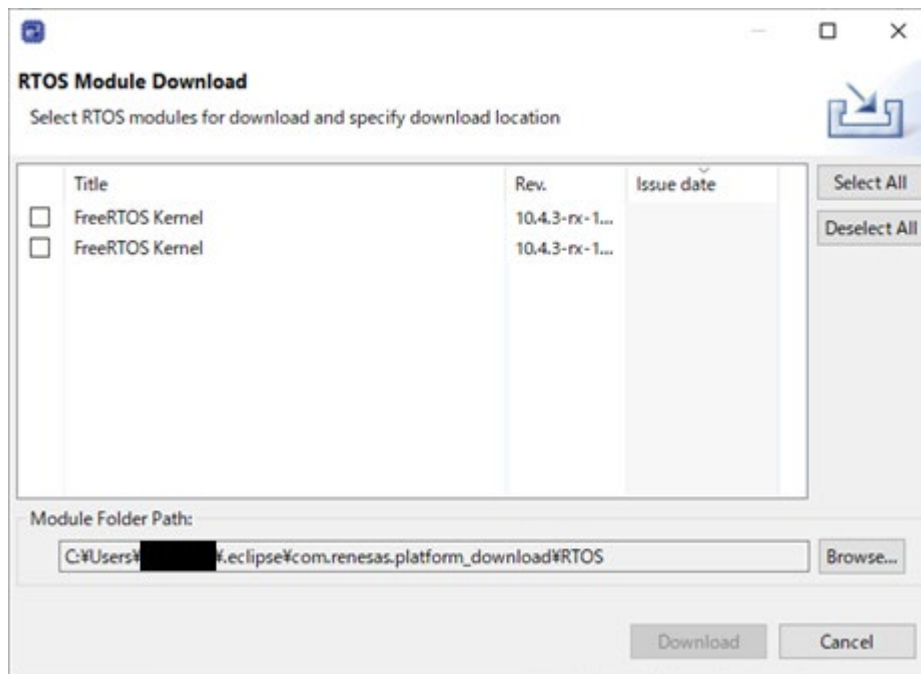 RTOS Module Download
Select RTOS modules for download and specify download location
Title Rev. Issue date
FreeRTOS Kernel 10.4.3-rx-1...
FreeRTOS Kernel 10.4.3-rx-1...
Select All
Deselect All
Module Folder Path:
C:¥Users¥ ¥.eclipse¥com.renesas.platform_download¥RTOS
Browse...
Download Cancel